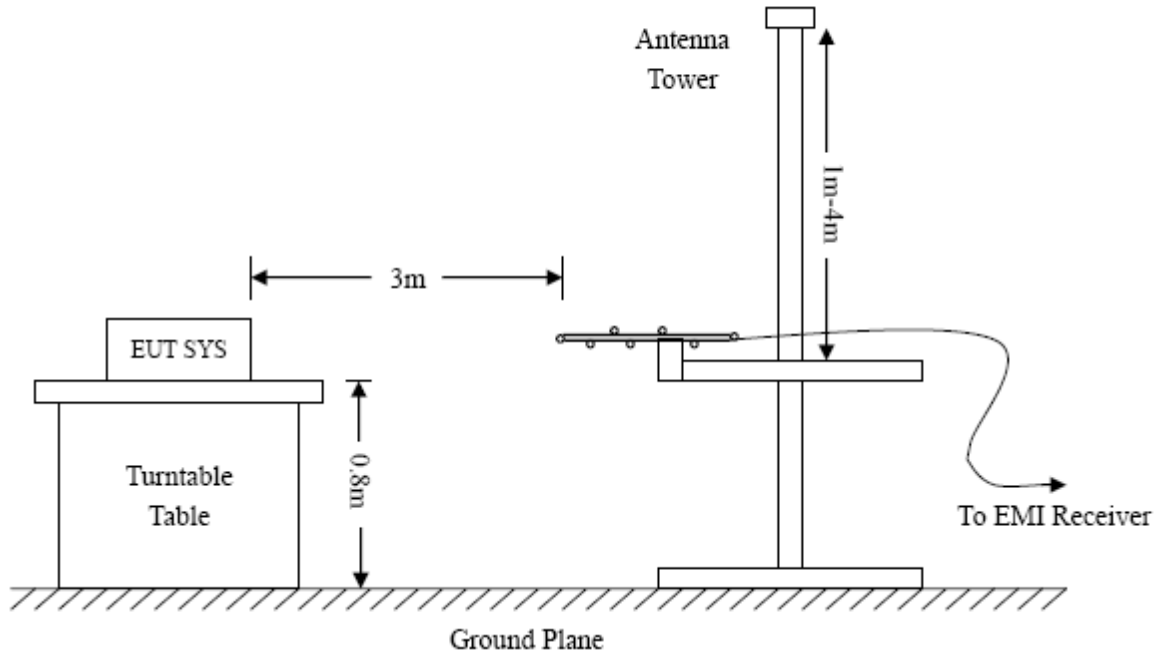 Antenna
Tower
1m-4m
3m
EUT SYS
0.8m
Turntable
Table
To EMI Receiver
Ground Plane